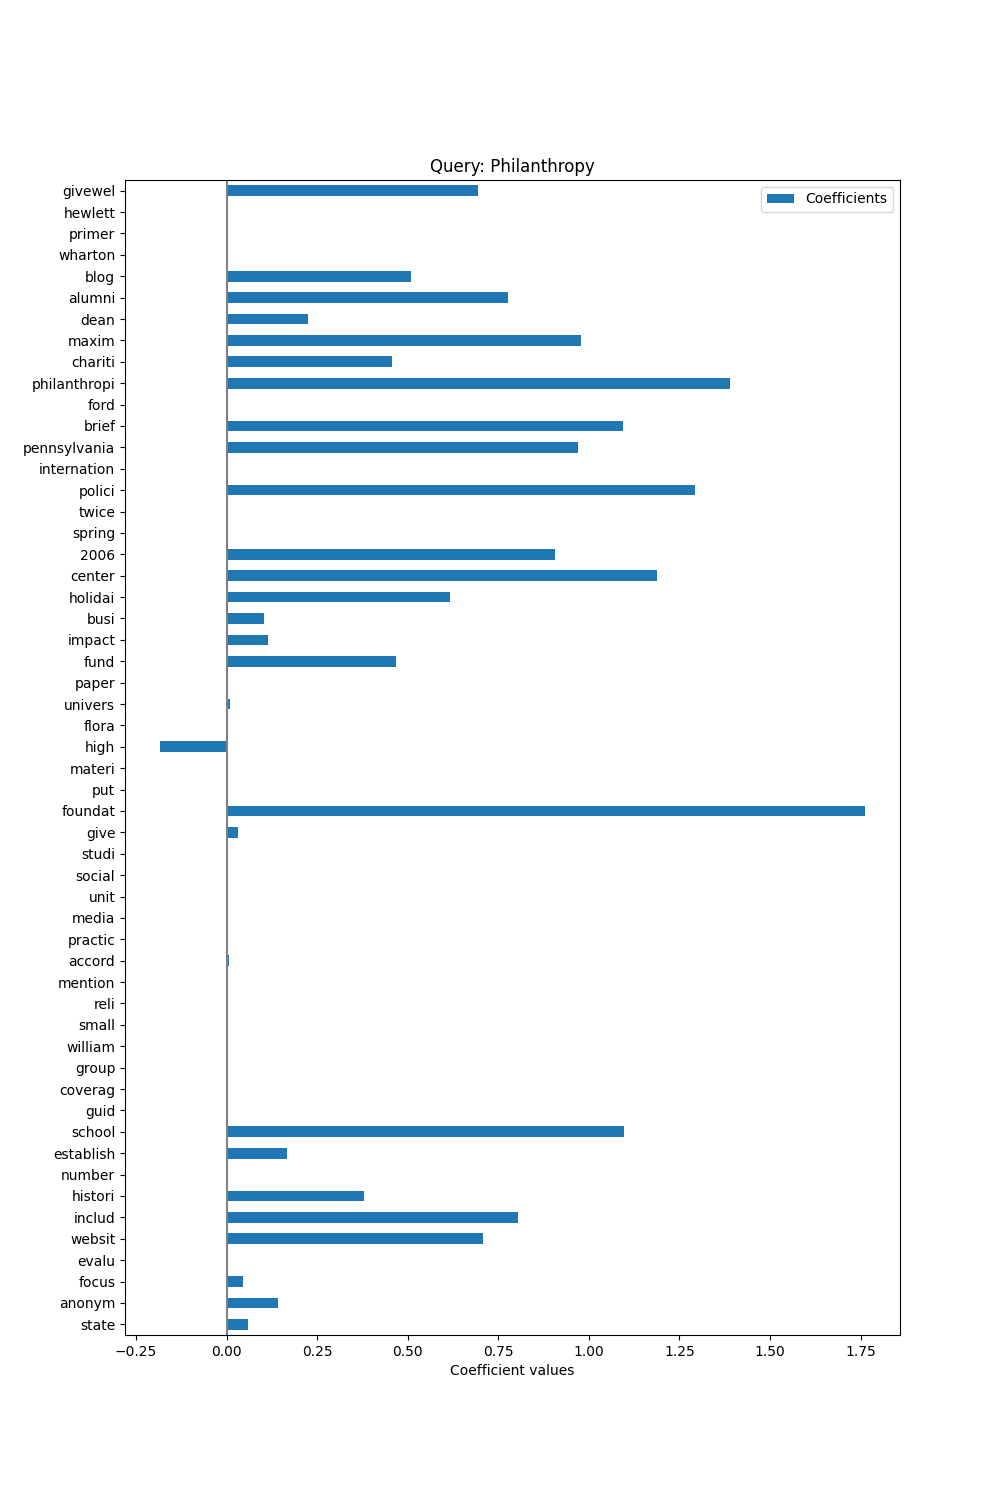 Query: Philanthropy
Coefficients
givewel
hewlett
primer
wharton
blog
alumni
dean
maxim
chariti
philanthropi
ford
brief
pennsylvania
internation
polici
twice
spring
2006
center
holidai
busi
impact
fund
paper
univers
flora
high
materi
put
foundat
give
studi
social
unit
media
practic
accord
mention
reli
small
william
group
coverag
guid
school
establish
number
histori
includ
websit
evalu
focus
anonym
state
−0.25 0.00 0.25 0.50 0.75 1.00 1.25 1.50 1.75
Coefficient values